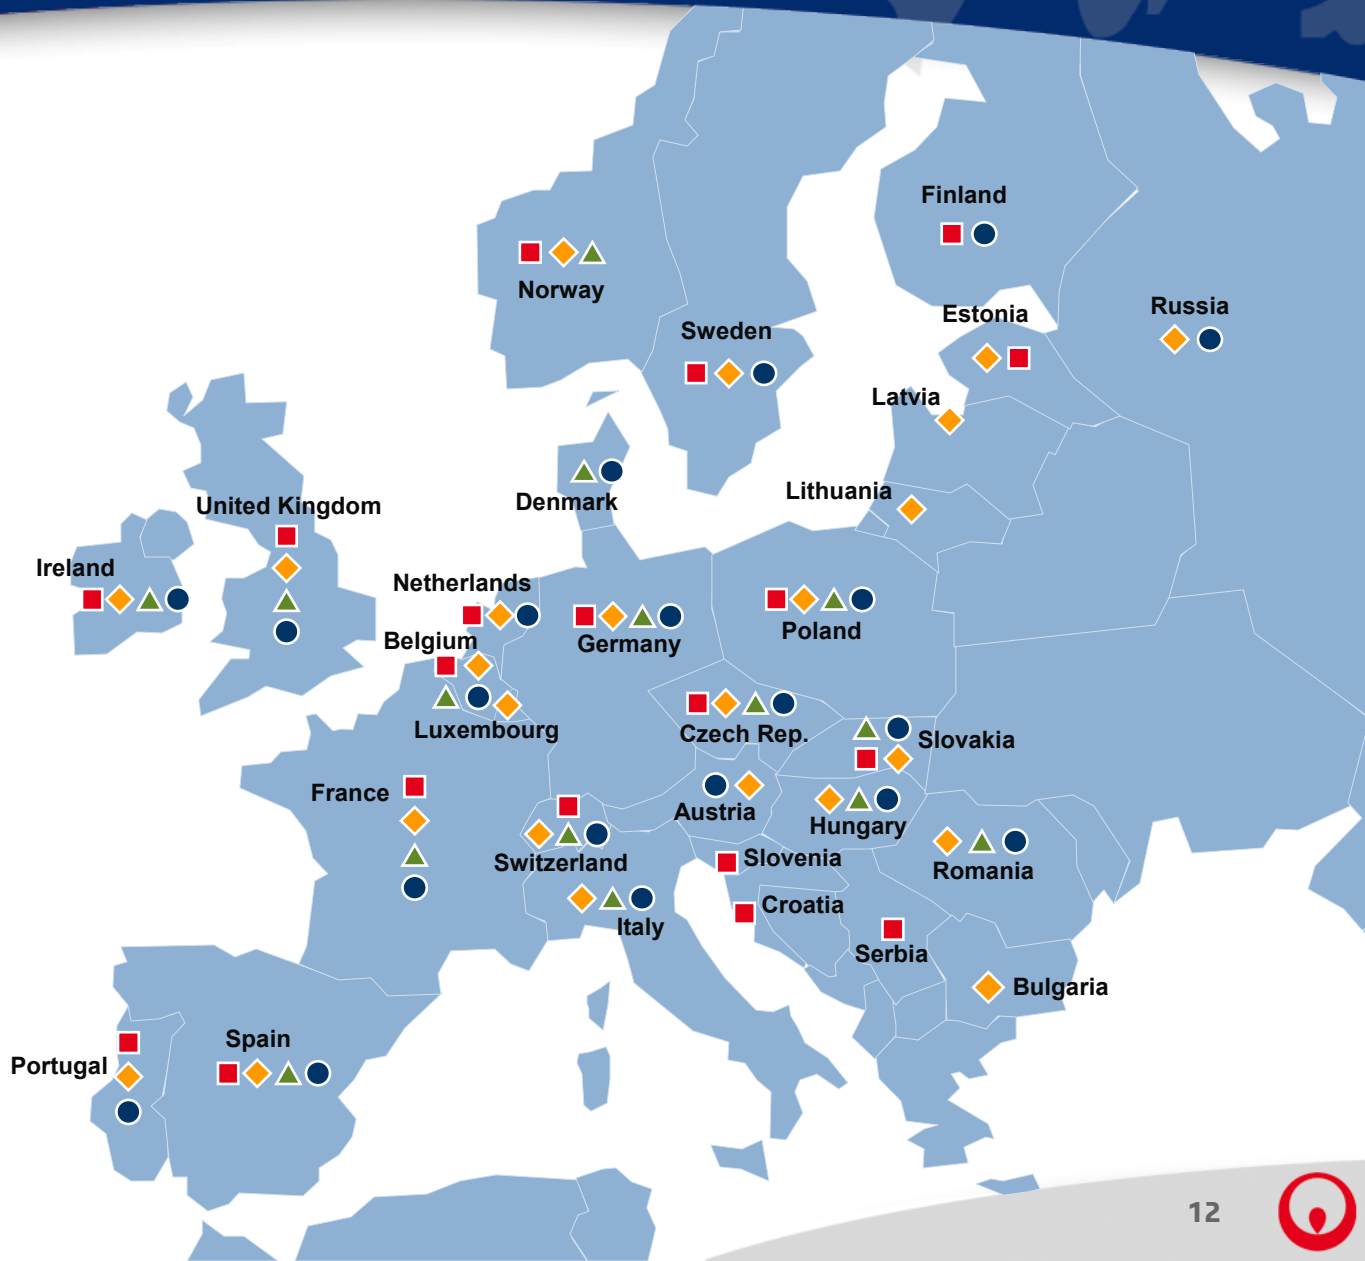 Finland
Norway
Russia
Estonia
Sweden
Latvia
Lithuania
Denmark
United Kingdom
Ireland
Netherlands
Poland
Belgium
Germany
Luxembourg
Czech Rep.
Slovakia
France
Austria
Hungary
Switzerland
Slovenia
Romania
Croatia
Italy
Serbia
Bulgaria
Spain
Portugal
12